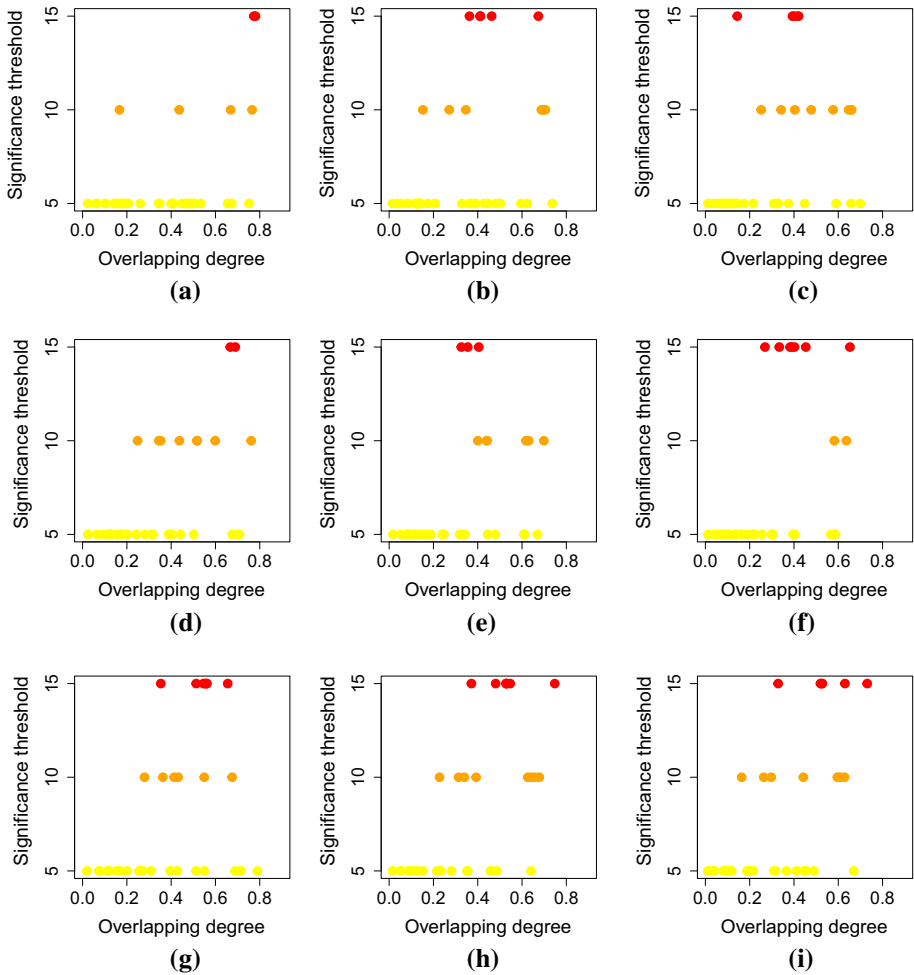 Significance threshold
15
10
5
0.0 0.2 0.4 0.6 0.8
Overlapping degree
(a)
Significance threshold
15
10
5
0.0 0.2 0.4 0.6 0.8
Overlapping degree
(b)
Significance threshold
15
10
5
0.0 0.2 0.4 0.6 0.8
Overlapping degree
(c)
Significance threshold
15
10
5
0.0 0.2 0.4 0.6 0.8
Overlapping degree
(d)
Significance threshold
15
10
5
0.0 0.2 0.4 0.6 0.8
Overlapping degree
(e)
Significance threshold
15
10
5
0.0 0.2 0.4 0.6 0.8
Overlapping degree
(f)
Significance threshold
15
10
5
0.0 0.2 0.4 0.6 0.8
Overlapping degree
(g)
Significance threshold
15
10
5
0.0 0.2 0.4 0.6 0.8
Overlapping degree
(h)
Significance threshold
15
10
5
0.0 0.2 0.4 0.6 0.8
Overlapping degree
(i)